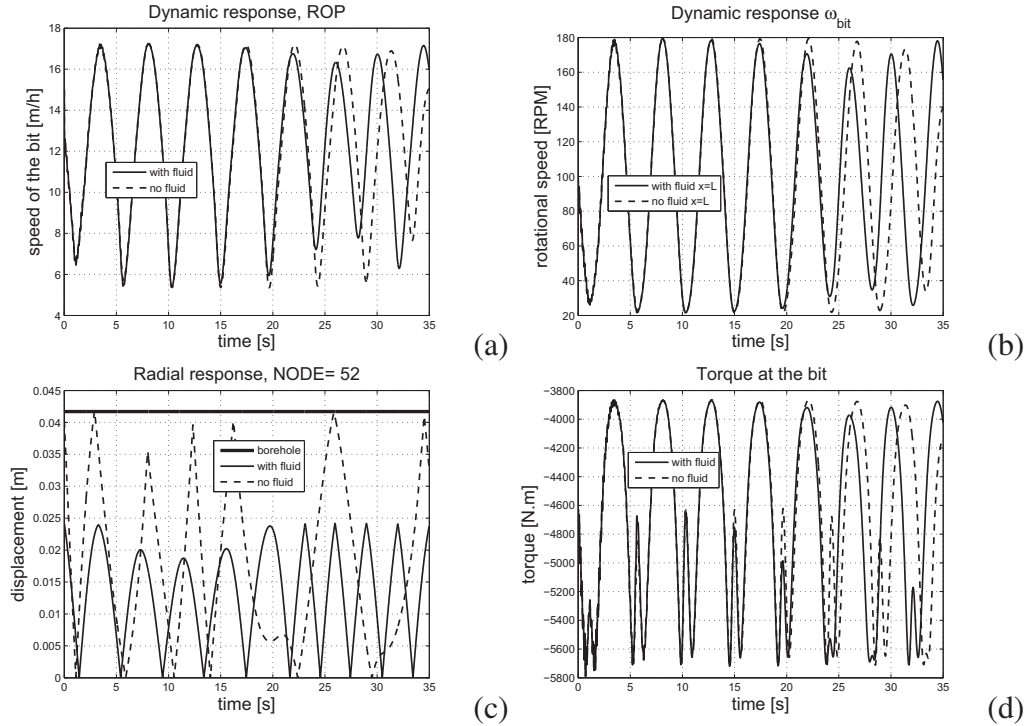 Dynamic response, ROP
speed of the bit [m/h]
18
16
14
12
10
8
6
4
with fluid
no fluid
0 5 10 15 20 25 30 35
time [s]
(a)
Dynamic response ω_bit
rotational speed [RPM]
180
160
140
120
100
80
60
40
20
with fluid x=L
no fluid x=L
0 5 10 15 20 25 30 35
time [s]
(b)
Radial response, NODE= 52
displacement [m]
0.045
0.04
0.035
0.03
0.025
0.02
0.015
0.01
0.005
0
borehole
with fluid
no fluid
0 5 10 15 20 25 30 35
time [s]
(c)
Torque at the bit
torque [N.m]
−3800
−4000
−4200
−4400
−4600
−4800
−5000
−5200
−5400
−5600
−5800
with fluid
no fluid
0 5 10 15 20 25 30 35
time [s]
(d)